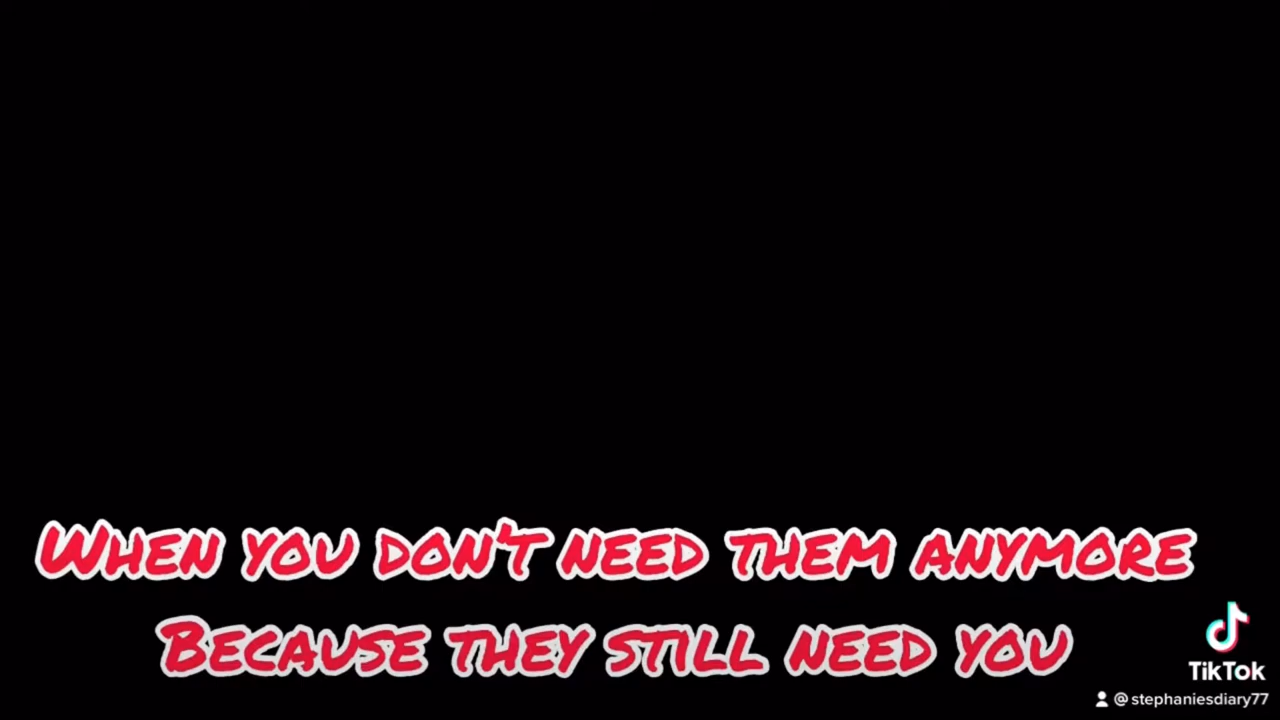 When you don't need them anymore
Because they still need you
TikTok
@stephaniesdiary77